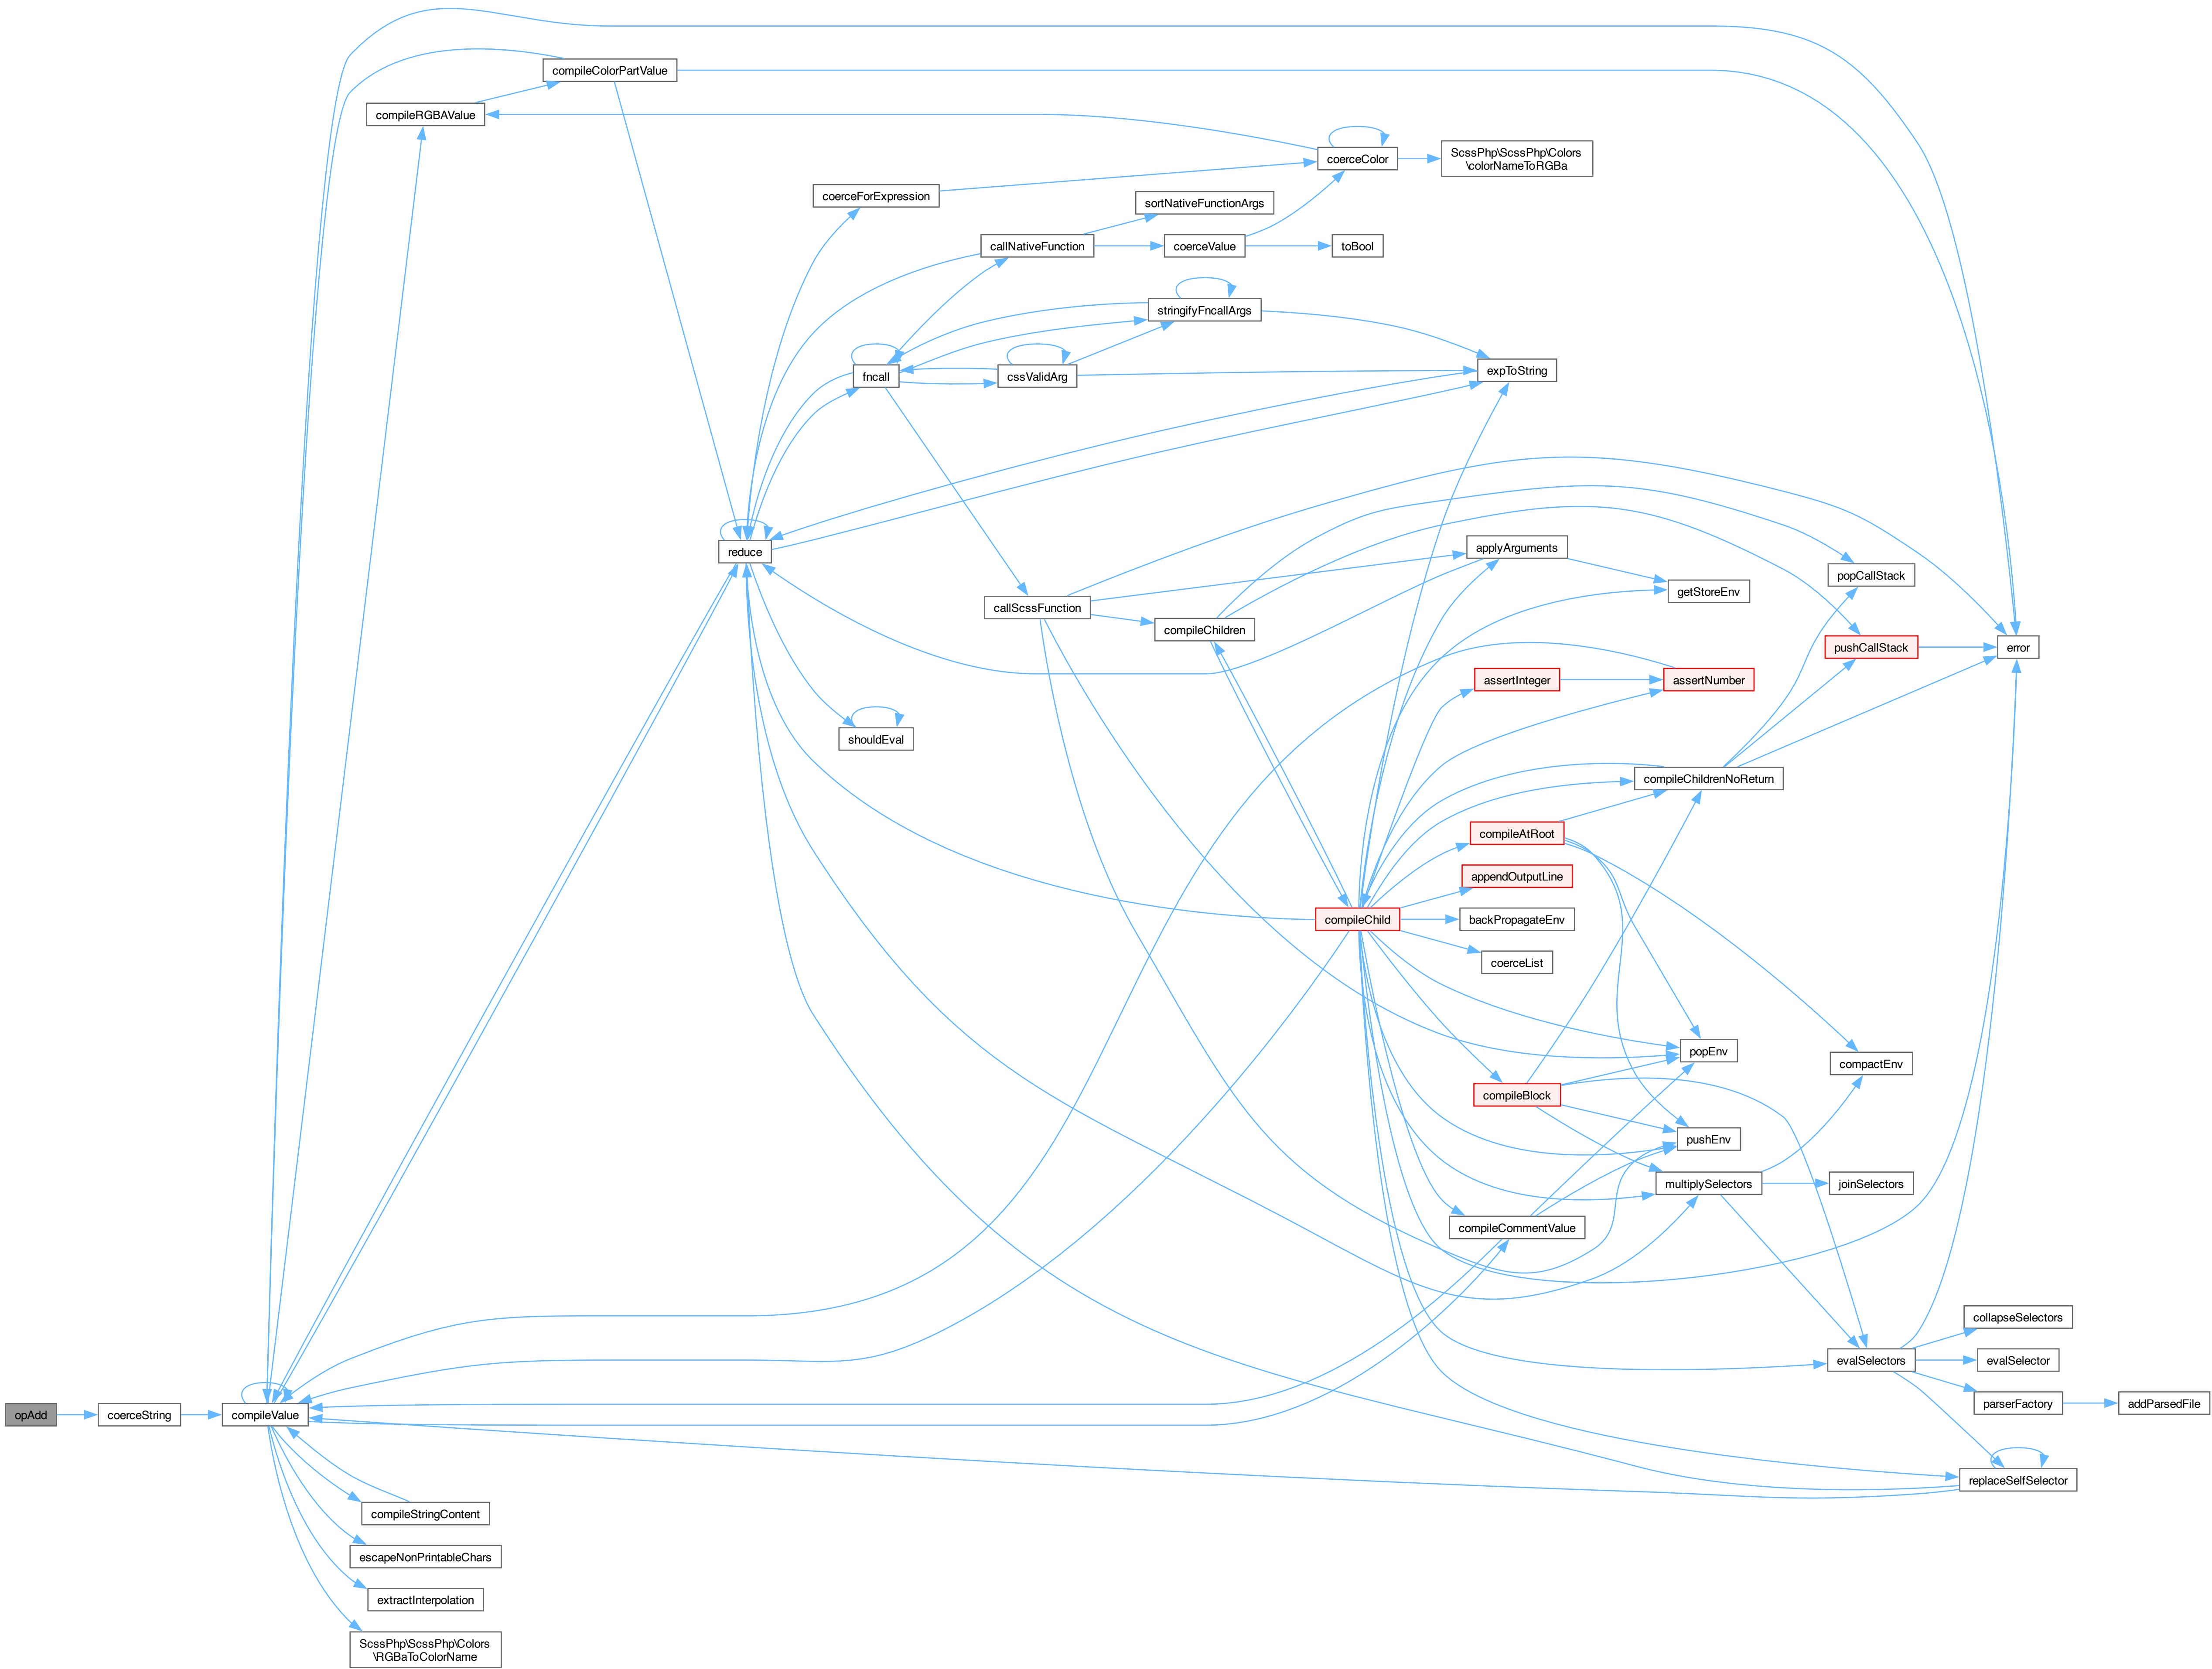 compileColorPartValue
compileRGBAValue
coerceColor
ScssPhp\ScssPhp\Colors
\colorNameToRGBa
coerceForExpression
sortNativeFunctionArgs
callNativeFunction
coerceValue
toBool
stringifyFncallArgs
fncall
cssValidArg
expToString
reduce
applyArguments
popCallStack
getStoreEnv
callScssFunction
compileChildren
pushCallStack
error
assertInteger
assertNumber
shouldEval
compileChildrenNoReturn
compileAtRoot
appendOutputLine
compileChild
backPropagateEnv
coerceList
popEnv
compactEnv
compileBlock
pushEnv
multiplySelectors
joinSelectors
compileCommentValue
collapseSelectors
evalSelectors
evalSelector
parserFactory
addParsedFile
opAdd
coerceString
compileValue
replaceSelfSelector
compileStringContent
escapeNonPrintableChars
extractInterpolation
ScssPhp\ScssPhp\Colors
\RGBaToColorName